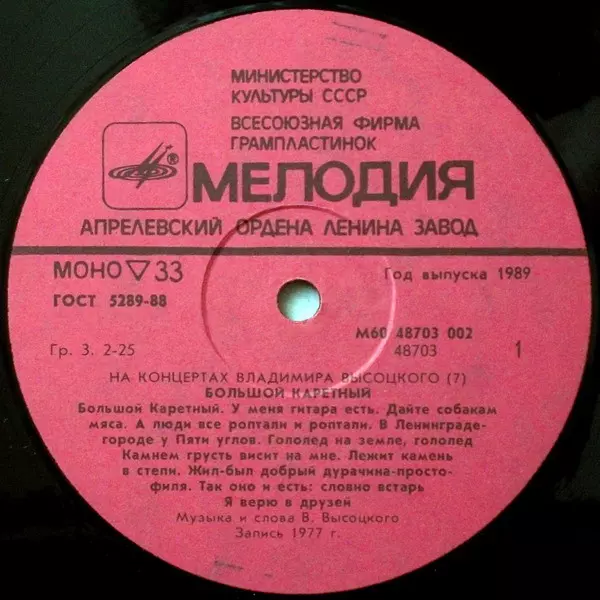 МИНИСТЕРСТВО
КУЛЬТУРЫ СССР
ВСЕСОЮЗНАЯ ФИРМА
ГРАМПЛАСТИНОК
®
МЕЛОДИЯ
АПРЕЛЕВСКИЙ ОРДЕНА ЛЕНИНА ЗАВОД
МОНО ▽ 33
Год выпуска 1989
ГОСТ 5289-88
М60 48703 002
Гр. 3. 2-25
48703
1
НА КОНЦЕРТАХ ВЛАДИМИРА ВЫСОЦКОГО (7)
БОЛЬШОЙ КАРЕТНЫЙ
Большой Каретный. У меня гитара есть. Дайте собакам
мяса. А люди все роптали и роптали. В Ленинграде-
городе у Пяти углов. Гололед на земле, гололед
Камнем грусть висит на мне. Лежит камень
в степи. Жил-был добрый дурачина-просто-
филя. Так оно и есть: словно встарь
Я верю в друзей
Музыка и слова В. Высоцкого
Запись 1977 г.